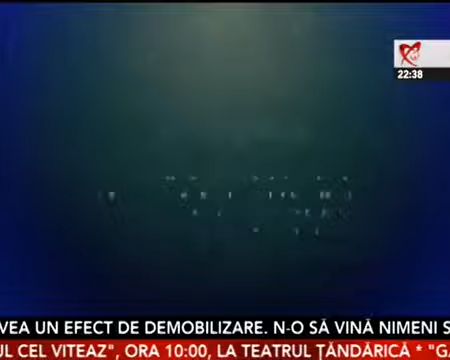 22:38
VEA UN EFECT DE DEMOBILIZARE. N-O SĂ VINĂ NIMENI S
UL CEL VITEAZ", ORA 10:00, LA TEATRUL ȚĂNDĂRICĂ * "GA